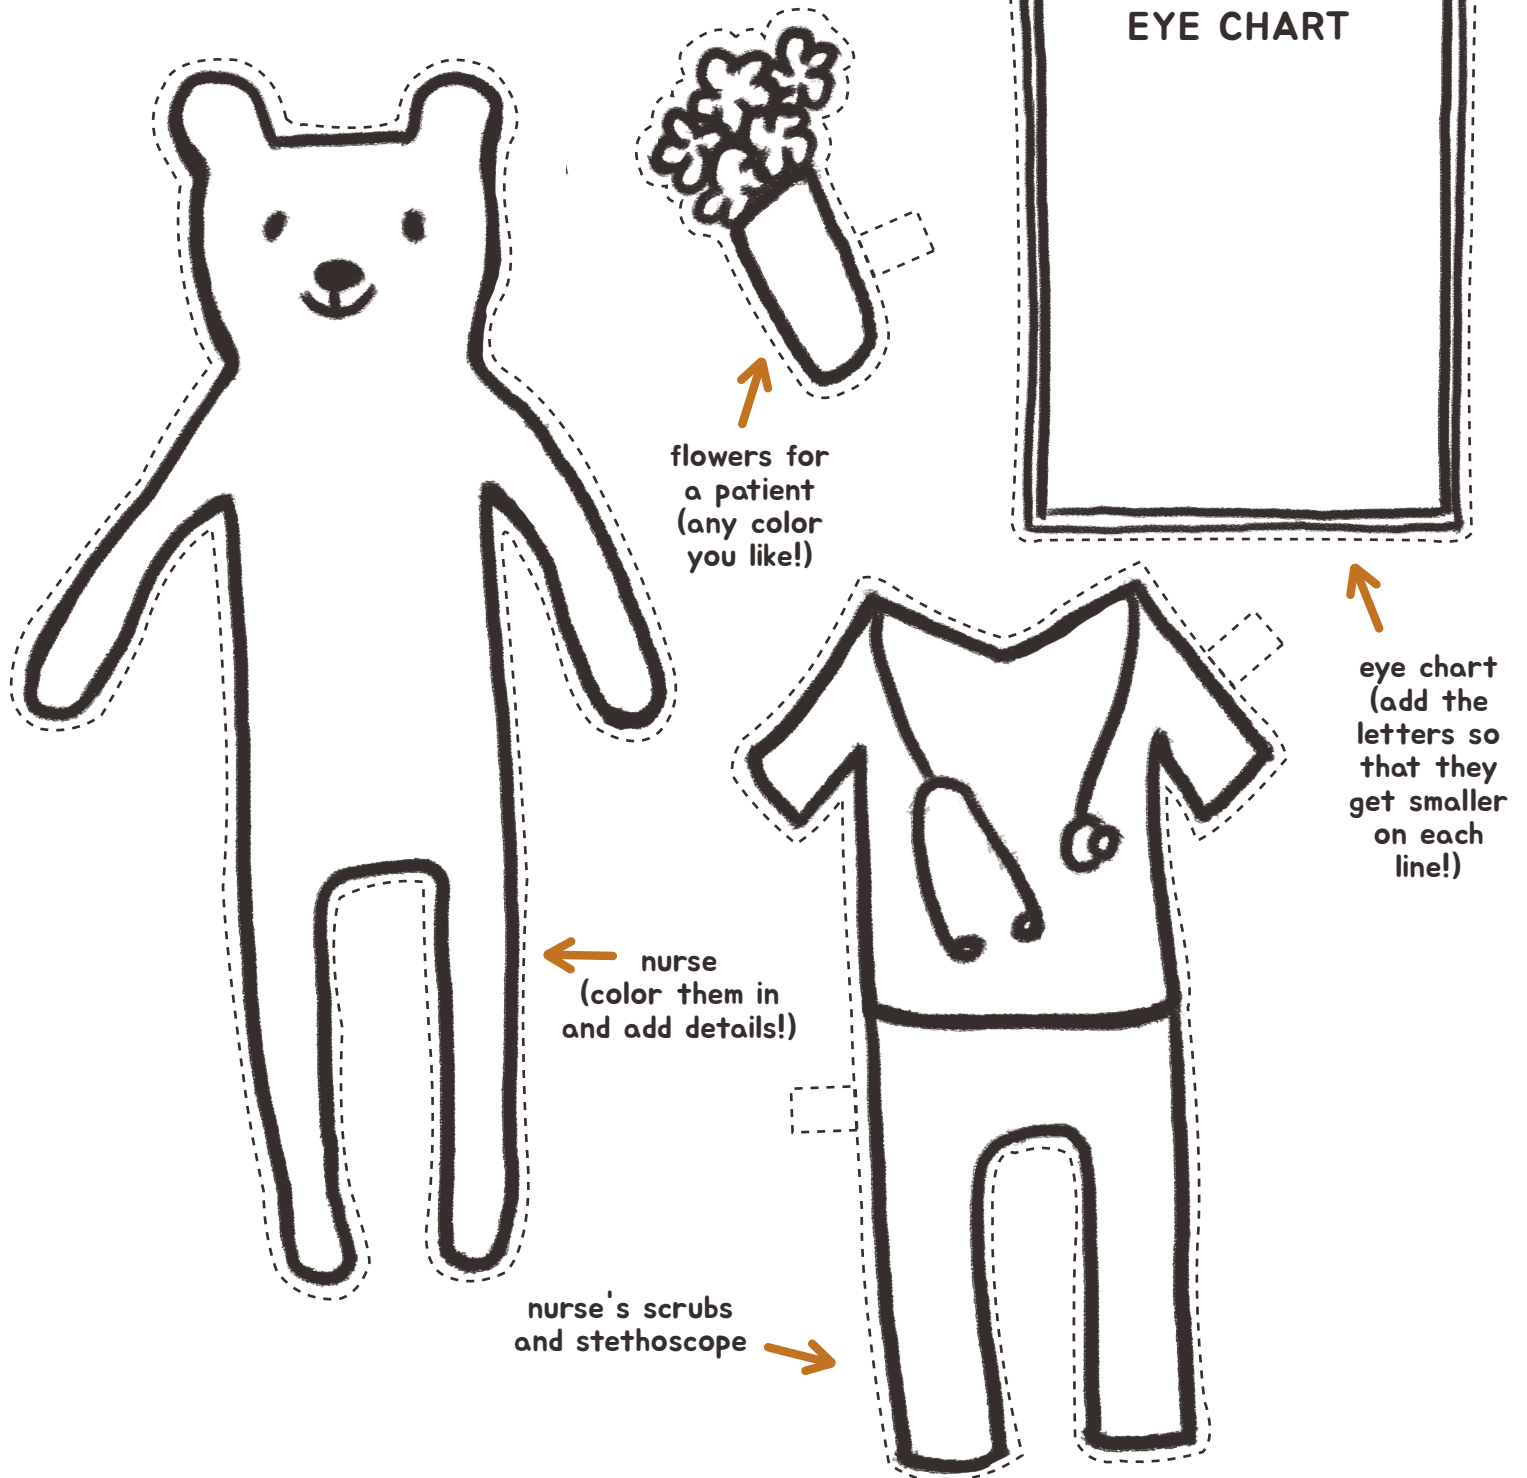 EYE CHART
flowers for
a patient
(any color
you like!)
eye chart
(add the
letters so
that they
get smaller
on each
line!)
nurse
(color them in
and add details!)
nurse's scrubs
and stethoscope